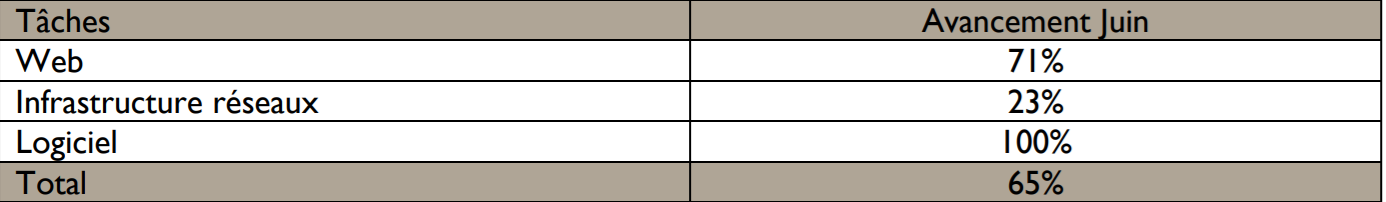 Tâches Avancement Juin
Web 71%
Infrastructure réseaux 23%
Logiciel 100%
Total 65%